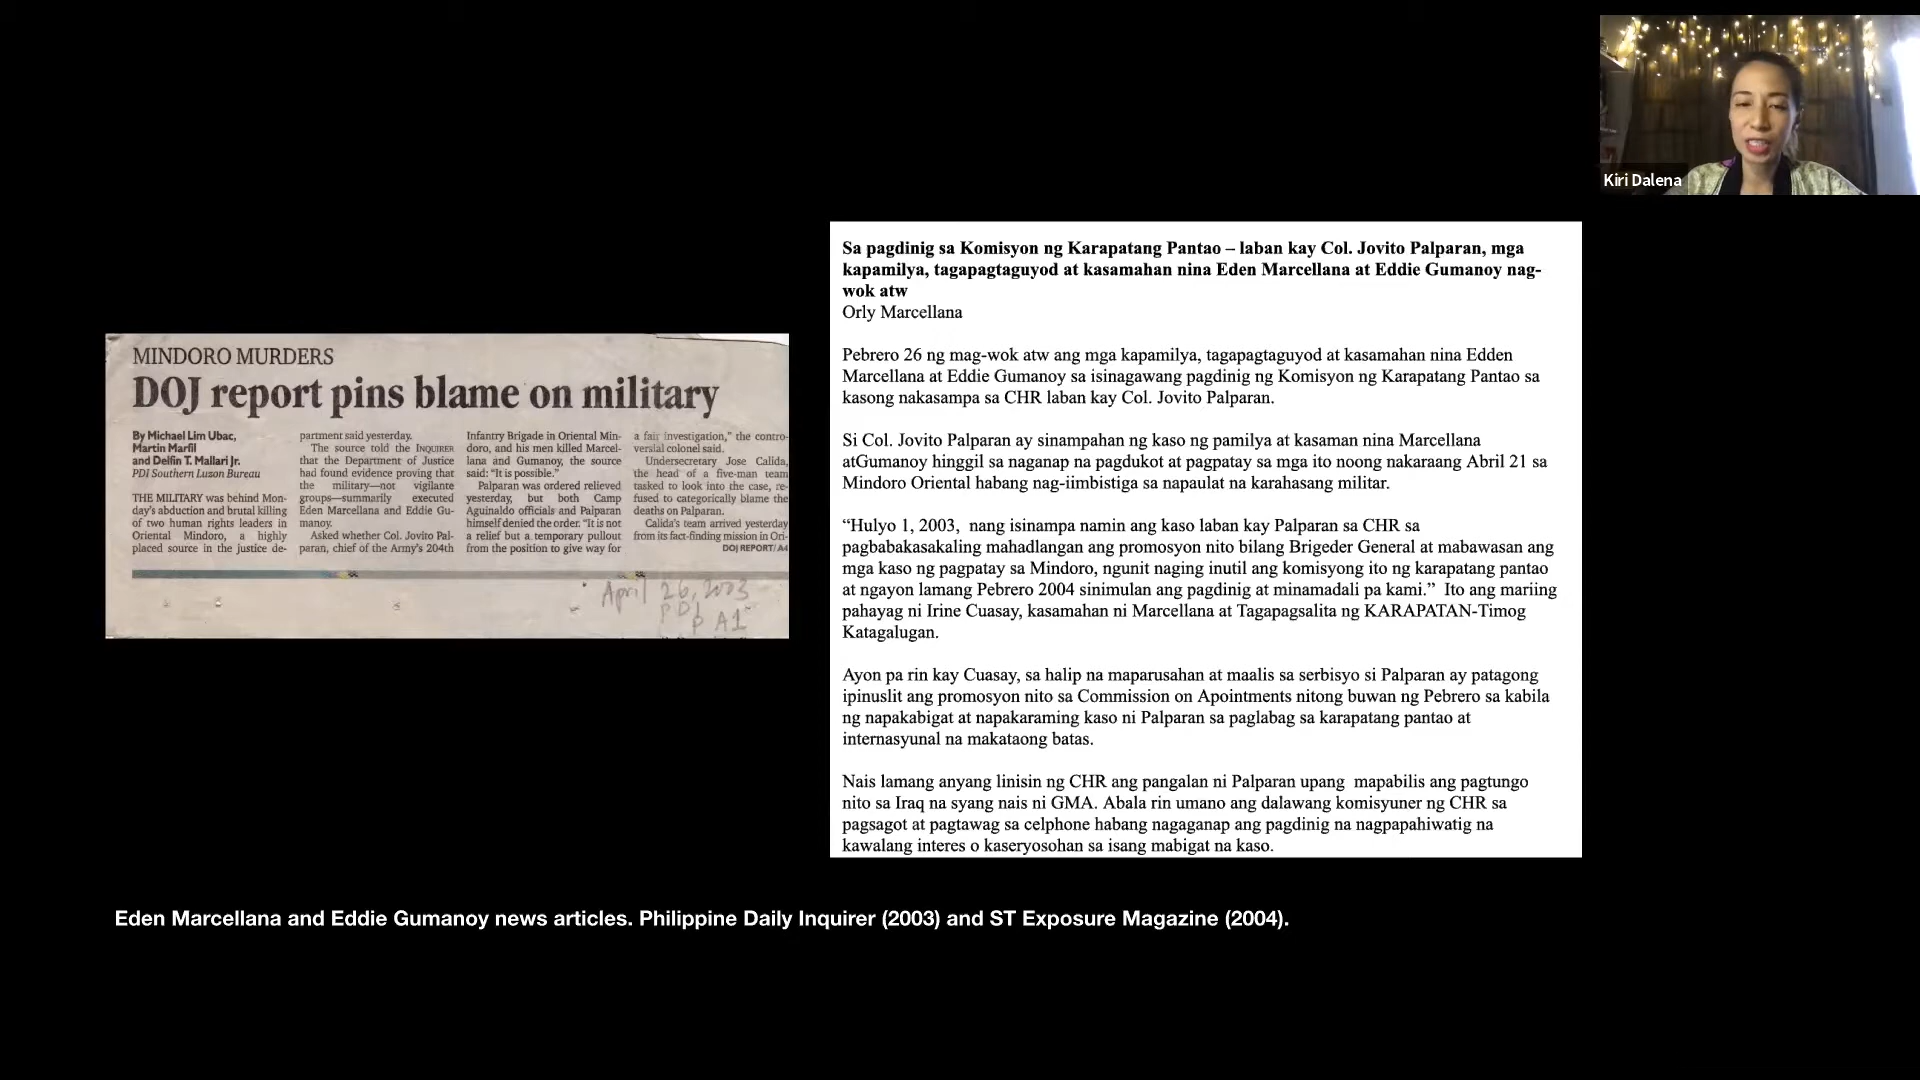 Kiri Dalena
MINDORO MURDERS
DOJ report pins blame on military
By Michael Lim Ubac,
Martin Marfil
and Delfin T. Mallari Jr.
PDI Southern Luzon Bureau
THE MILITARY was behind Mon-
day's abduction and brutal killing
of two human rights leaders in
Oriental Mindoro, a highly
placed source in the justice de-
partment said yesterday.
The source told the INQUIRER
that the Department of Justice
had found evidence proving that
the military—not vigilante
groups—summarily executed
Eden Marcellana and Eddie Gu-
manoy.
Asked whether Col. Jovito Pal-
paran, chief of the Army's 204th
Infantry Brigade in Oriental Min-
doro, and his men killed Marcel-
lana and Gumanoy, the source
said: "It is possible."
Palparan was ordered relieved
yesterday, but both Camp
Aguinaldo officials and Palparan
himself denied the order. "It is not
a relief but a temporary pullout
from the position to give way for
a fair investigation," the contro-
versial colonel said.
Undersecretary Jose Calida,
the head of a five-man team
tasked to look into the case, re-
fused to categorically blame the
deaths on Palparan.
Calida's team arrived yesterday
from its fact-finding mission in Ori-
DOJ REPORT/A4
April 26, 2003
PDI
p A1
Sa pagdinig sa Komisyon ng Karapatang Pantao – laban kay Col. Jovito Palparan, mga
kapamilya, tagapagtaguyod at kasamahan nina Eden Marcellana at Eddie Gumanoy nag-
wok atw
Orly Marcellana
Pebrero 26 ng mag-wok atw ang mga kapamilya, tagapagtaguyod at kasamahan nina Edden
Marcellana at Eddie Gumanoy sa isinagawang pagdinig ng Komisyon ng Karapatang Pantao sa
kasong nakasampa sa CHR laban kay Col. Jovito Palparan.
Si Col. Jovito Palparan ay sinampahan ng kaso ng pamilya at kasaman nina Marcellana
atGumanoy hinggil sa naganap na pagdukot at pagpatay sa mga ito noong nakaraang Abril 21 sa
Mindoro Oriental habang nag-iimbistiga sa napaulat na karahasang militar.
“Hulyo 1, 2003,  nang isinampa namin ang kaso laban kay Palparan sa CHR sa
pagbabakasakaling mahadlangan ang promosyon nito bilang Brigeder General at mabawasan ang
mga kaso ng pagpatay sa Mindoro, ngunit naging inutil ang komisyong ito ng karapatang pantao
at ngayon lamang Pebrero 2004 sinimulan ang pagdinig at minamadali pa kami.”  Ito ang mariing
pahayag ni Irine Cuasay, kasamahan ni Marcellana at Tagapagsalita ng KARAPATAN-Timog
Katagalugan.
Ayon pa rin kay Cuasay, sa halip na maparusahan at maalis sa serbisyo si Palparan ay patagong
ipinuslit ang promosyon nito sa Commission on Apointments nitong buwan ng Pebrero sa kabila
ng napakabigat at napakaraming kaso ni Palparan sa paglabag sa karapatang pantao at
internasyunal na makataong batas.
Nais lamang anyang linisin ng CHR ang pangalan ni Palparan upang  mapabilis ang pagtungo
nito sa Iraq na syang nais ni GMA. Abala rin umano ang dalawang komisyuner ng CHR sa
pagsagot at pagtawag sa celphone habang nagaganap ang pagdinig na nagpapahiwatig na
kawalang interes o kaseryosohan sa isang mabigat na kaso.
Eden Marcellana and Eddie Gumanoy news articles. Philippine Daily Inquirer (2003) and ST Exposure Magazine (2004).